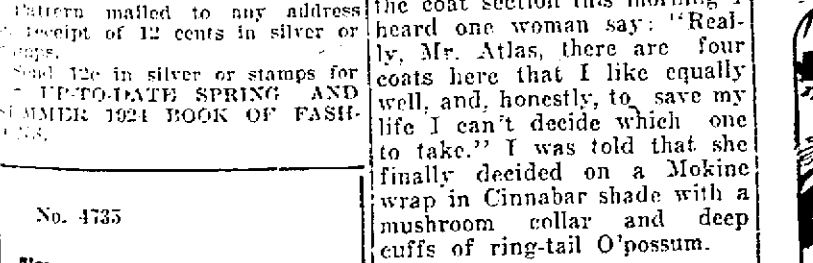 Pattern mailed to any address
receipt of 12 cents in silver or
Send 12c in silver or stamps for
UP-TO-DATE SPRING AND
SUMMER 1924 BOOK OF FASH-
No. 4735
the coat section this morning I
heard one woman say: "Real-
ly, Mr. Atlas, there are four
coats here that I like equally
well, and, honestly, to save my
life I can't decide which one
to take." I was told that she
finally decided on a Mokine
wrap in Cinnabar shade with a
mushroom collar and deep
cuffs of ring-tail O'possum.